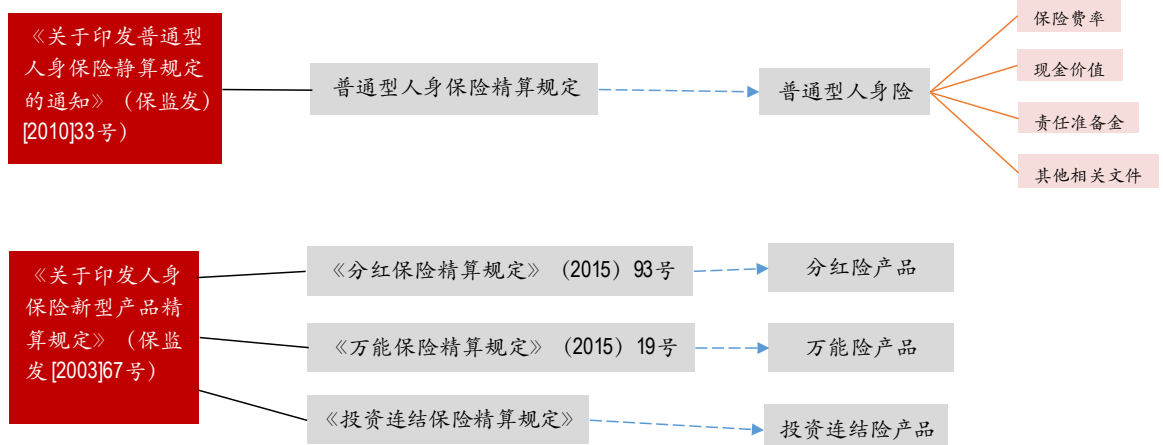 《关于印发普通型
人身保险静算规定
的通知》（保监发)
[2010]33号）
普通型人身保险精算规定
普通型人身险
保险费率
现金价值
责任准备金
其他相关文件
《关于印发人身
保险新型产品精
算规定》（保监
发[2003]67号）
《分红保险精算规定》（2015）93号
分红险产品
《万能保险精算规定》（2015）19号
万能险产品
《投资连结保险精算规定》
投资连结险产品